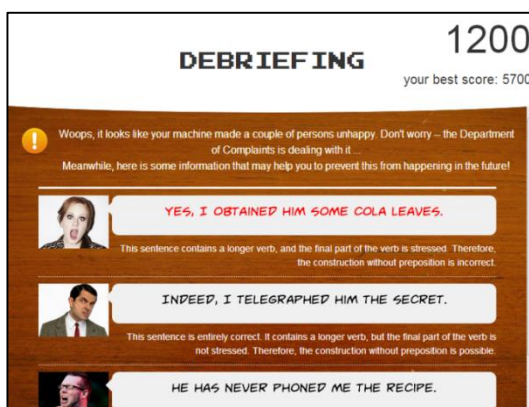 1200
DEBRIEFING
your best score: 5700
Woops, it looks like your machine made a couple of persons unhappy. Don't worry – the Department
of Complaints is dealing with it ...
Meanwhile, here is some information that may help you to prevent this from happening in the future!
YES, I OBTAINED HIM SOME COLA LEAVES.
This sentence contains a longer verb, and the final part of the verb is stressed. Therefore,
the construction without preposition is incorrect.
INDEED, I TELEGRAPHED HIM THE SECRET.
This sentence is entirely correct. It contains a longer verb, but the final part of the verb is
not stressed. Therefore, the construction without preposition is possible.
HE HAS NEVER PHONED ME THE RECIPE.